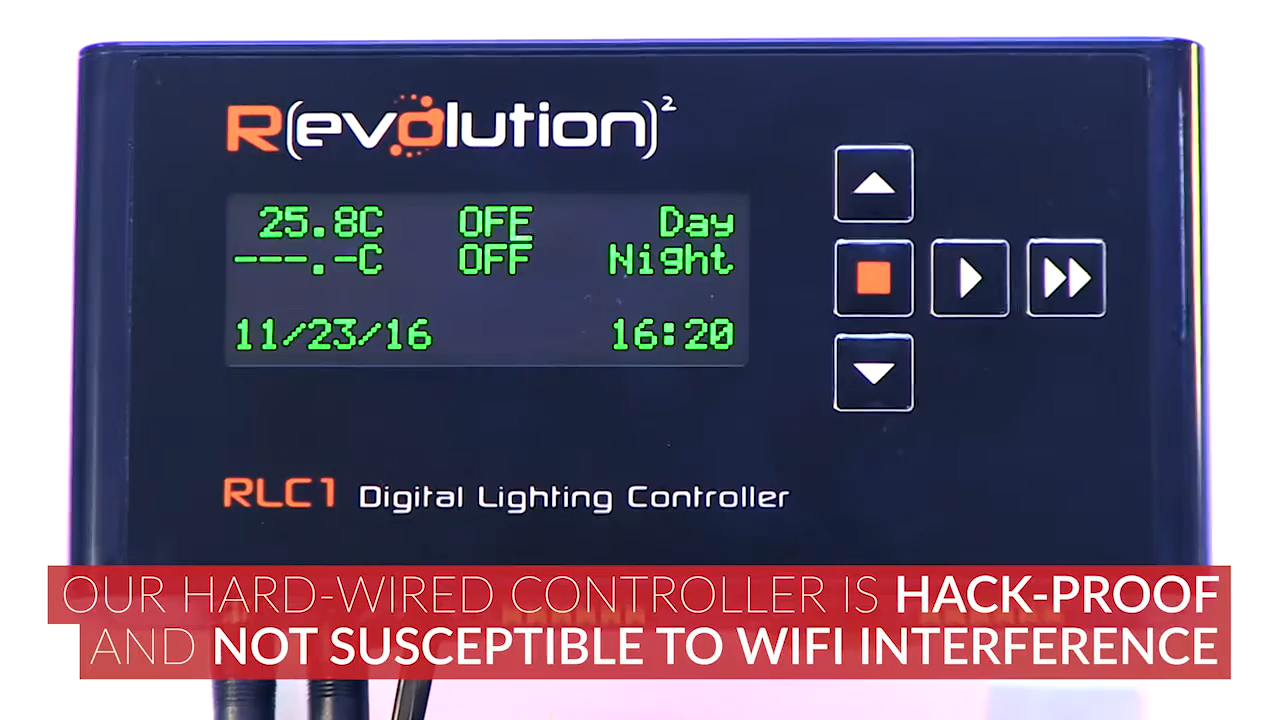 R(evolution)²
25.8C OFF Day
---.-C OFF Night
11/23/16 16:20
RLC1 Digital Lighting Controller
OUR HARD-WIRED CONTROLLER IS HACK-PROOF
AND NOT SUSCEPTIBLE TO WIFI INTERFERENCE